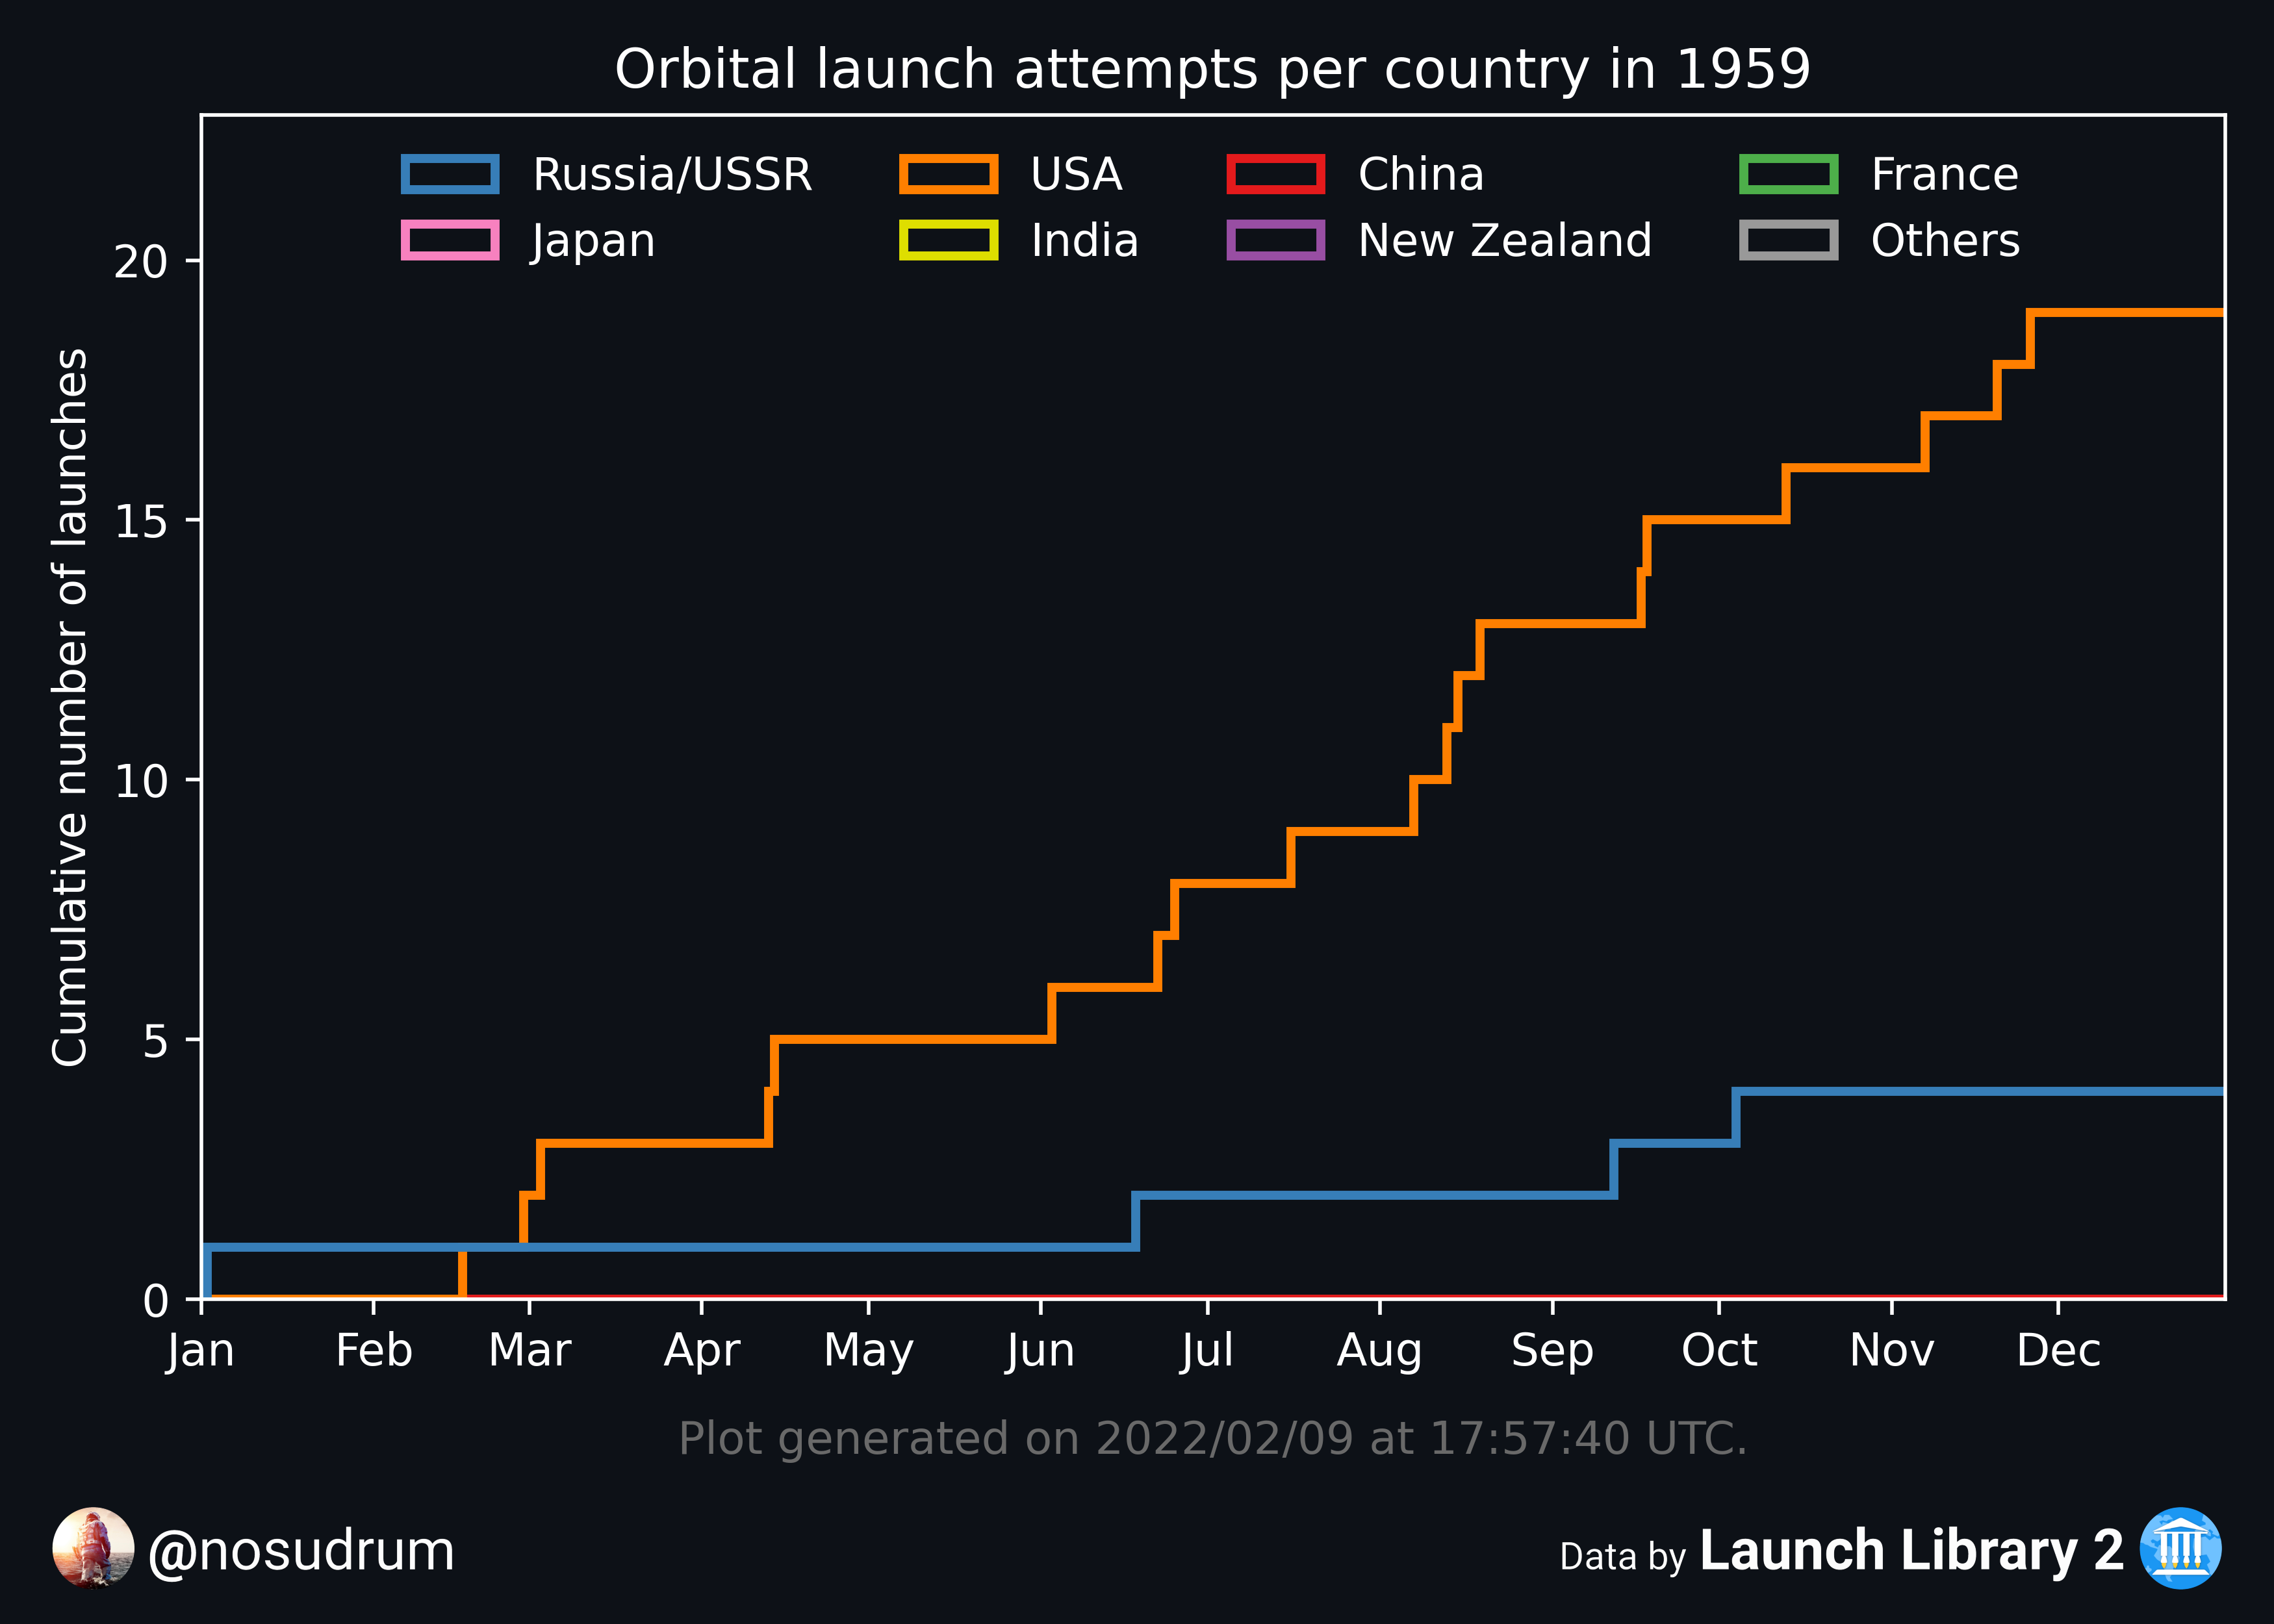 Orbital launch attempts per country in 1959
Russia/USSR USA China France
Japan India New Zealand Others
Cumulative number of launches
20
15
10
5
0
Jan Feb Mar Apr May Jun Jul Aug Sep Oct Nov Dec
Plot generated on 2022/02/09 at 17:57:40 UTC.
@nosudrum
Data by Launch Library 2